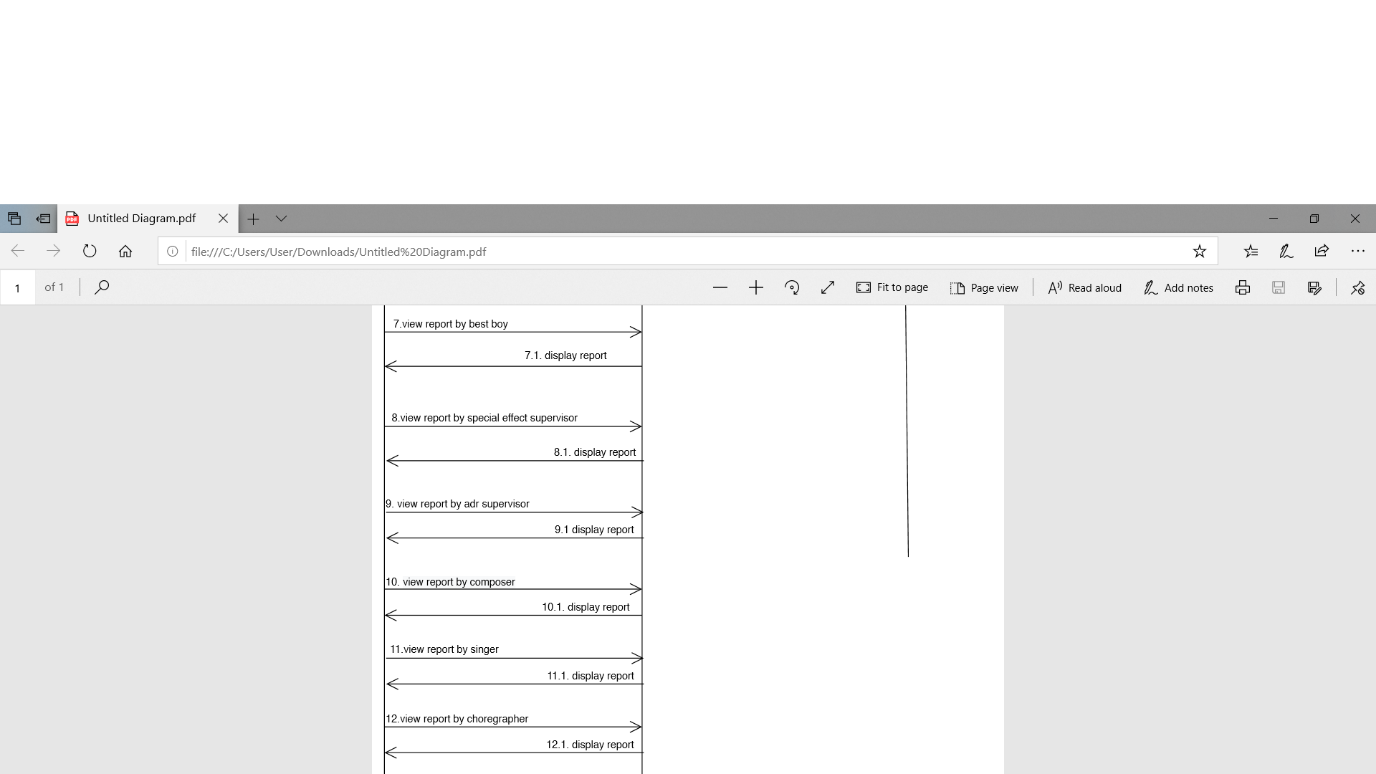 Untitled Diagram.pdf
file:///C:/Users/User/Downloads/Untitled%20Diagram.pdf
1 of 1 Fit to page Page view Read aloud Add notes
7.view report by best boy
7.1. display report
8.view report by special effect supervisor
8.1. display report
9. view report by adr supervisor
9.1 display report
10. view report by composer
10.1. display report
11.view report by singer
11.1. display report
12.view report by choregrapher
12.1. display report